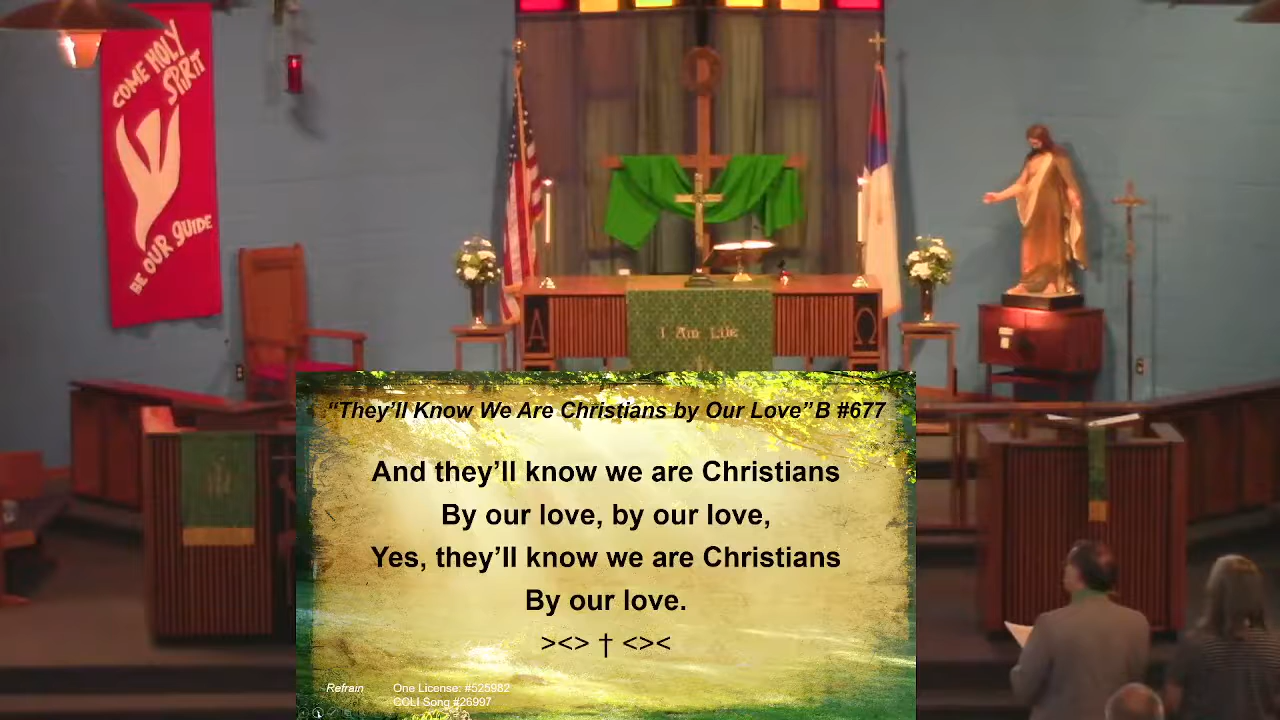 COME HOLY
SPIRIT
BE OUR GUIDE
Α
I Am Life
Ω
“They’ll Know We Are Christians by Our Love” B #677
And they’ll know we are Christians
By our love, by our love,
Yes, they’ll know we are Christians
By our love.
><> † <><
Refrain
One License: #525982
CCLI Song #26997